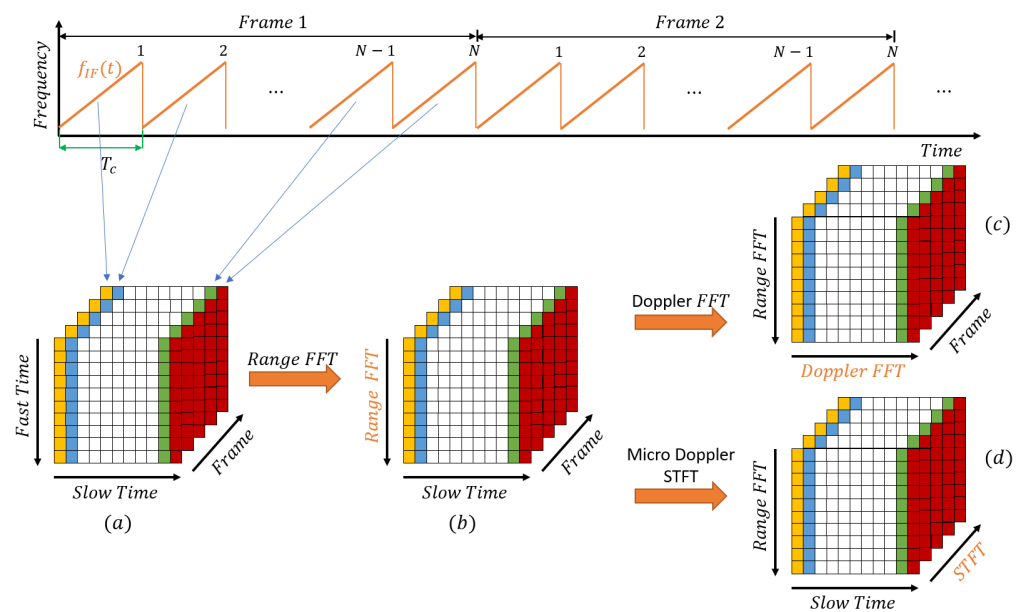 Frame 1
Frame 2
Frequency
f_IF(t)
1
2
...
N − 1
N
1
2
...
N − 1
N
...
T_c
Time
Fast Time
Slow Time
Frame
(a)
Range FFT
Range FFT
Slow Time
Frame
(b)
Doppler FFT
Range FFT
Doppler FFT
Frame
(c)
Micro Doppler
STFT
Range FFT
Slow Time
STFT
(d)